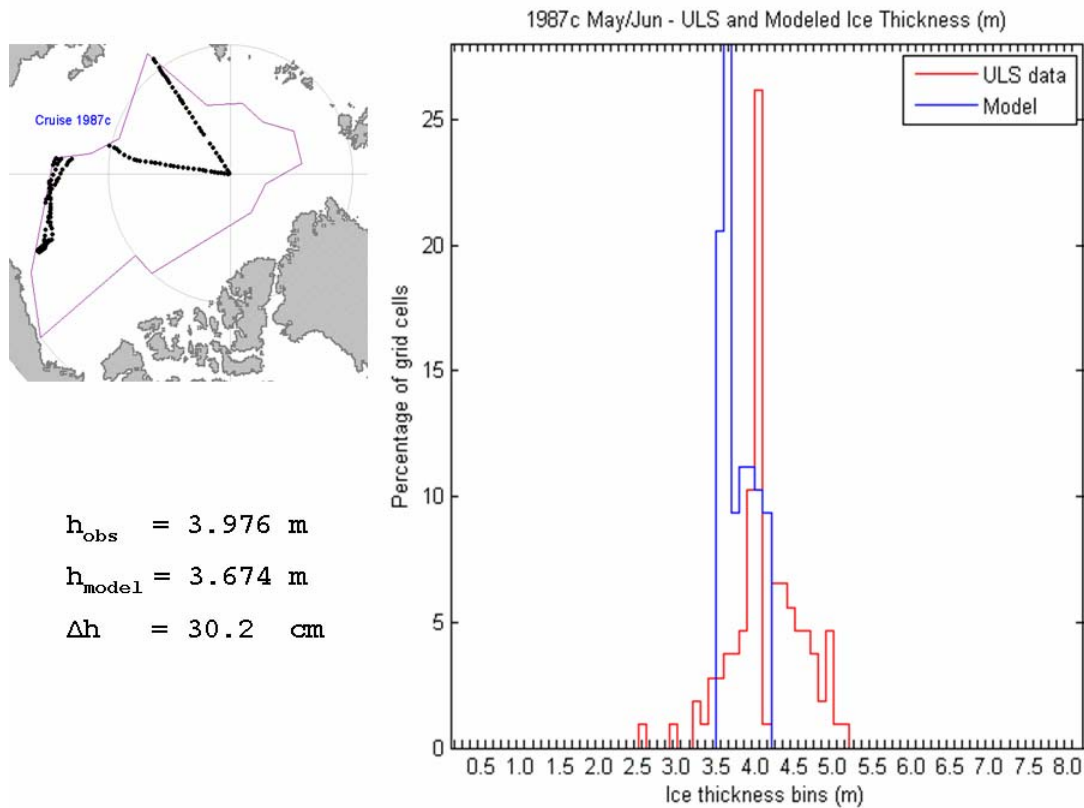 1987c May/Jun - ULS and Modeled Ice Thickness (m)
Cruise 1987c
h_obs = 3.976 m
h_model = 3.674 m
Δh = 30.2 cm
ULS data
Model
Percentage of grid cells
25
20
15
10
5
0
0.5 1.0 1.5 2.0 2.5 3.0 3.5 4.0 4.5 5.0 5.5 6.0 6.5 7.0 7.5 8.0
Ice thickness bins (m)